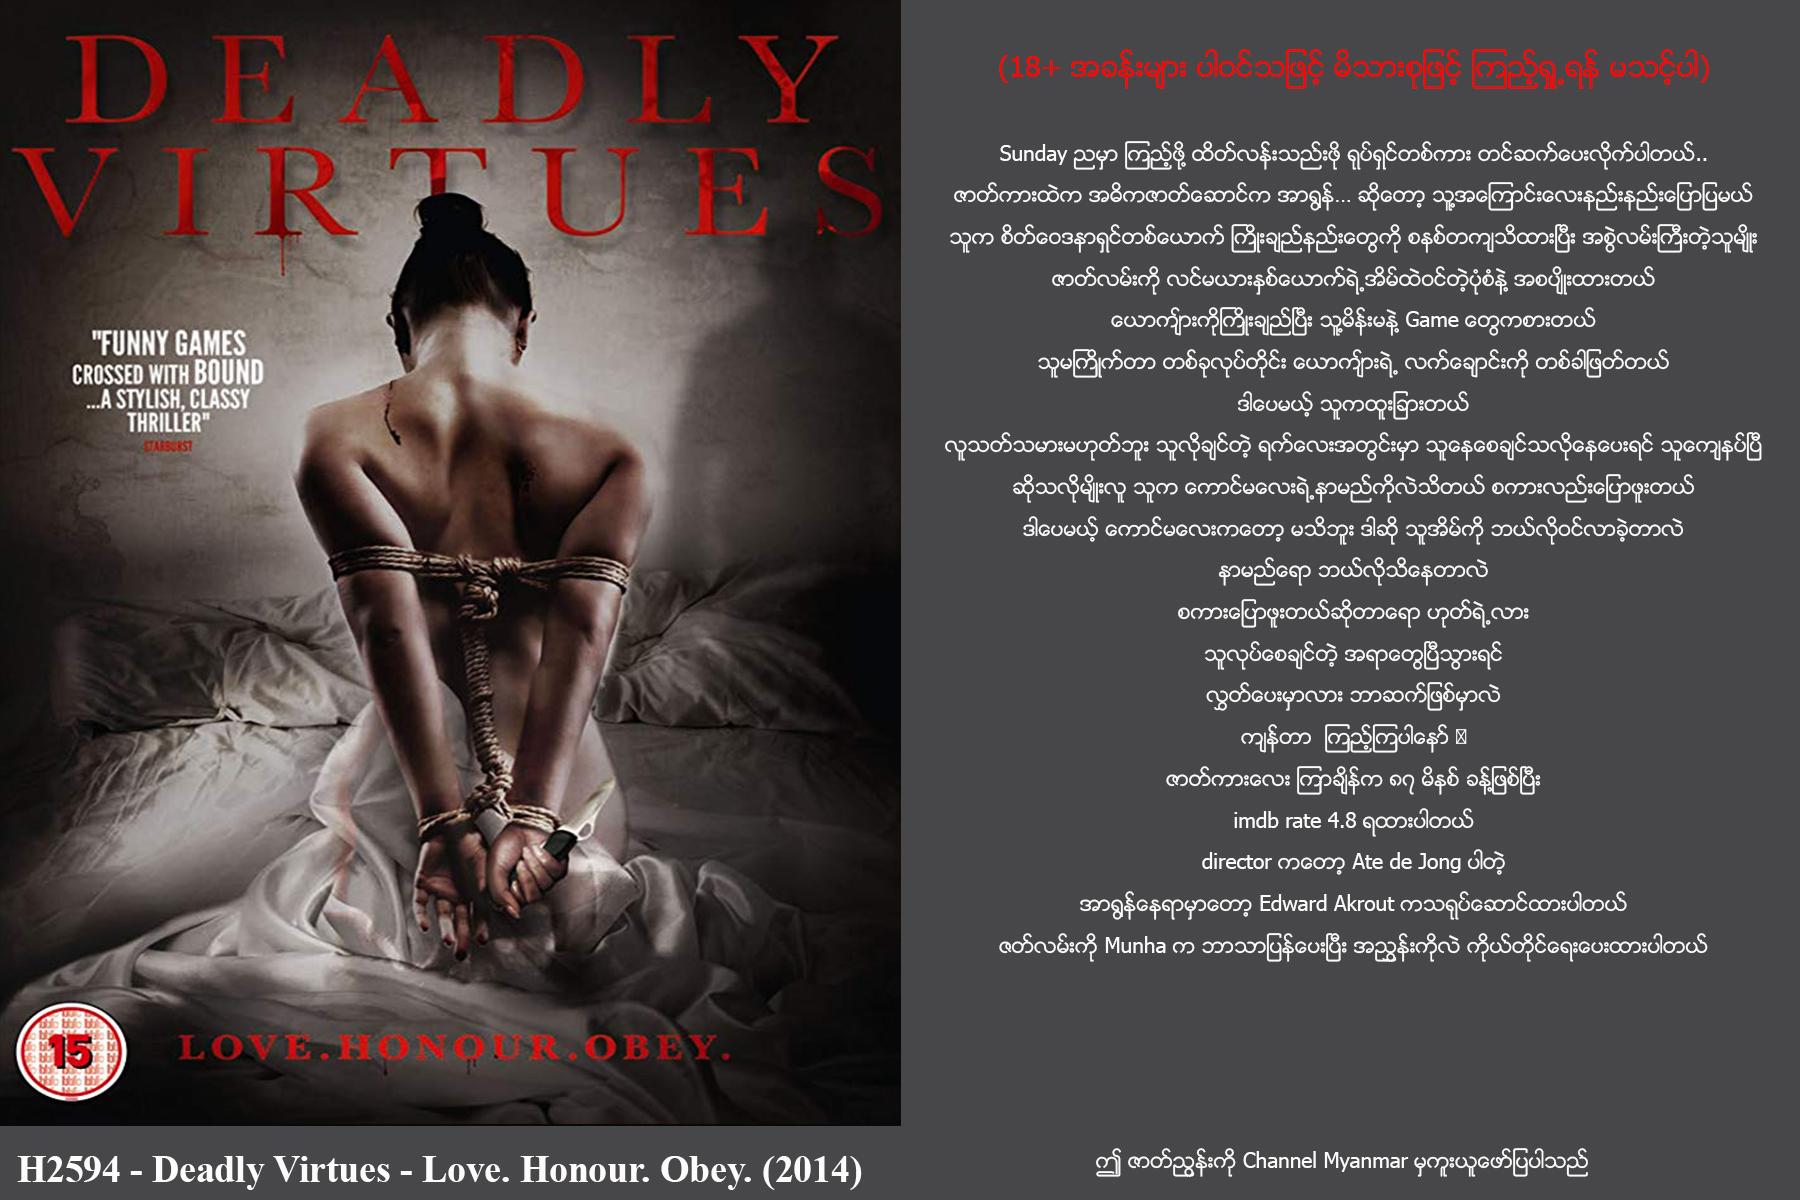 DEADLY
VIRTUES
"FUNNY GAMES
CROSSED WITH BOUND
...A STYLISH, CLASSY
THRILLER"
STARBURST
15
LOVE.HONOUR.OBEY.
H2594 - Deadly Virtues - Love. Honour. Obey. (2014)
(18+ အခန်းများ ပါဝင်သဖြင့် မိသားစုဖြင့် ကြည့်ရှု့ရန် မသင့်ပါ)
Sunday ညမှာ ကြည့်ဖို့ ထိတ်လန်းသည်းဖို ရုပ်ရှင်တစ်ကား တင်ဆက်ပေးလိုက်ပါတယ်..
ဇာတ်ကားထဲက အဓိကဇာတ်ဆောင်က အာရွန်... ဆိုတော့ သူ့အကြောင်းလေးနည်းနည်းပြောပြမယ်
သူက စိတ်ဝေဒနာရှင်တစ်ယောက် ကြိုးချည်နည်းတွေကို စနစ်တကျသိထားပြီး အစွဲလမ်းကြီးတဲ့သူမျိုး
ဇာတ်လမ်းကို လင်မယားနှစ်ယောက်ရဲ့အိမ်ထဲဝင်တဲ့ပုံစံနဲ့ အစပျိုးထားတယ်
ယောကျ်ားကိုကြိုးချည်ပြီး သူ့မိန်းမနဲ့ Game တွေကစားတယ်
သူမကြိုက်တာ တစ်ခုလုပ်တိုင်း ယောကျ်ားရဲ့ လက်ချောင်းကို တစ်ခါဖြတ်တယ်
ဒါပေမယ့် သူကထူးခြားတယ်
လူသတ်သမားမဟုတ်ဘူး သူလိုချင်တဲ့ ရက်လေးအတွင်းမှာ သူနေစေချင်သလိုနေပေးရင် သူကျေနပ်ပြီ
ဆိုသလိုမျိုးလူ သူက ကောင်မလေးရဲ့နာမည်ကိုလဲသိတယ် စကားလည်းပြောဖူးတယ်
ဒါပေမယ့် ကောင်မလေးကတော့ မသိဘူး ဒါဆို သူအိမ်ကို ဘယ်လိုဝင်လာခဲ့တာလဲ
နာမည်ရော ဘယ်လိုသိနေတာလဲ
စကားပြောဖူးတယ်ဆိုတာရော ဟုတ်ရဲ့လား
သူလုပ်စေချင်တဲ့ အရာတွေပြီသွားရင်
လွှတ်ပေးမှာလား ဘာဆက်ဖြစ်မှာလဲ
ကျန်တာ ကြည့်ကြပါနော်
ဇာတ်ကားလေး ကြာချိန်က ၈၇ မိနစ် ခန့်ဖြစ်ပြီး
imdb rate 4.8 ရထားပါတယ်
director ကတော့ Ate de Jong ပါတဲ့
အာရွန်နေရာမှာတော့ Edward Akrout ကသရုပ်ဆောင်ထားပါတယ်
ဇတ်လမ်းကို Munha က ဘာသာပြန်ပေးပြီး အညွှန်းကိုလဲ ကိုယ်တိုင်ရေးပေးထားပါတယ်
ဤ ဇာတ်ညွှန်းကို Channel Myanmar မှကူးယူဖော်ပြပါသည်